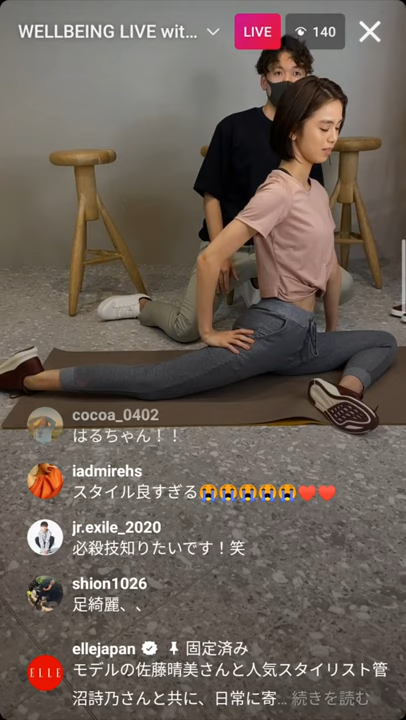 WELLBEING LIVE wit...
LIVE
140
cocoa_0402
はるちゃん！！
iadmirehs
スタイル良すぎる😭😭😭😭😭❤️❤️
jr.exile_2020
必殺技知りたいです！笑
shion1026
足綺麗、、
ELLE
ellejapan 固定済み
モデルの佐藤晴美さんと人気スタイリスト管
沼詩乃さんと共に、日常に寄... 続きを読む